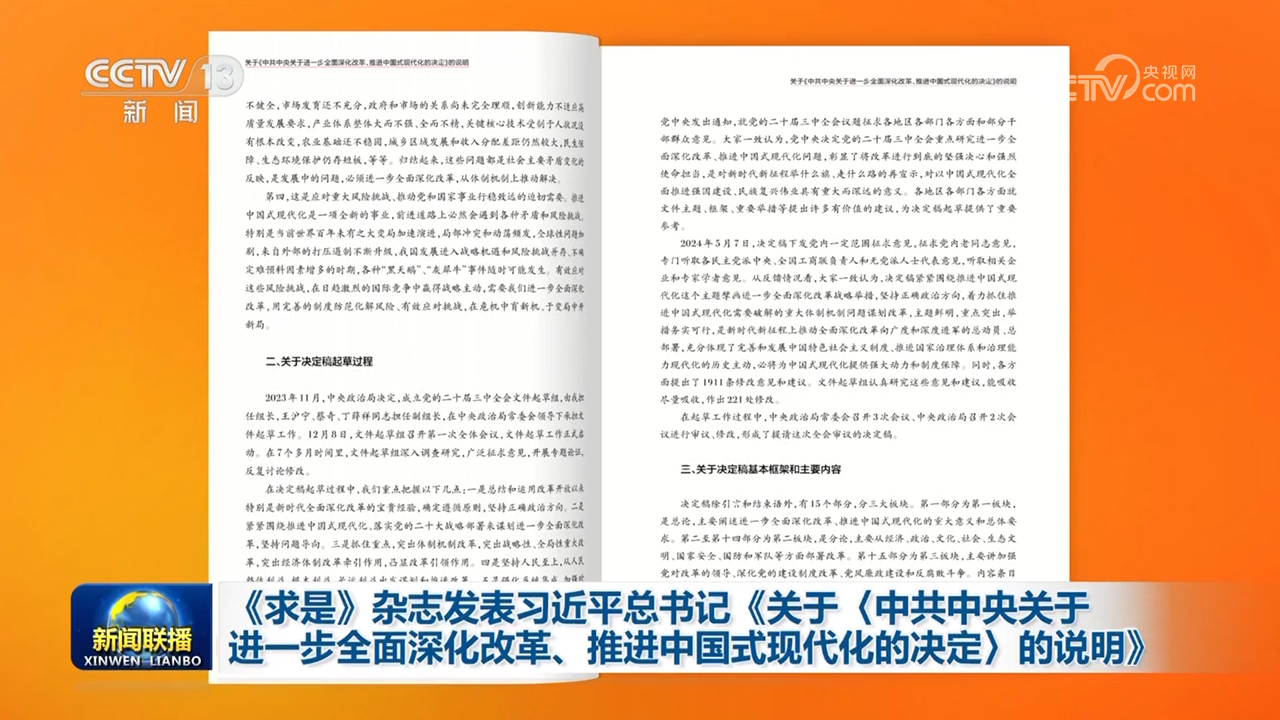 CCTV 13
新闻
央视网
CCTV.com
关于《中共中央关于进一步全面深化改革、推进中国式现代化的决定》的说明
不健全,市场发育还不充分,政府和市场的关系尚未完全理顺,创新能力不适应高
质量发展要求,产业体系整体大而不强、全而不精,关键核心技术受制于人状况没
有根本改变,农业基础还不稳固,城乡区域发展和收入分配差距仍然较大,民生保
障、生态环境保护仍存短板,等等。归结起来,这些问题都是社会主要矛盾变化的
反映,是发展中的问题,必须进一步全面深化改革,从体制机制上推动解决。
第四,这是应对重大风险挑战、推动党和国家事业行稳致远的迫切需要。推进
中国式现代化是一项全新的事业,前进道路上必然会遇到各种矛盾和风险挑战。
特别是当前世界百年未有之大变局加速演进,局部冲突和动荡频发,全球性问题加
剧,来自外部的打压遏制不断升级,我国发展进入战略机遇和风险挑战并存、不确
定难预料因素增多的时期,各种“黑天鹅”、“灰犀牛”事件随时可能发生。有效应对
这些风险挑战,在日趋激烈的国际竞争中赢得战略主动,需要我们进一步全面深化
改革,用完善的制度防范化解风险、有效应对挑战,在危机中育新机、于变局中开
新局。
二、关于决定稿起草过程
2023年11月,中央政治局决定,成立党的二十届三中全会文件起草组,由我担
任组长,王沪宁、蔡奇、丁薛祥同志担任副组长,在中央政治局常委会领导下承担文
件起草工作。12月8日,文件起草组召开第一次全体会议,文件起草工作正式启
动。在7个多月时间里,文件起草组深入调查研究,广泛征求意见,开展专题论证,
反复讨论修改。
在决定稿起草过程中,我们重点把握以下几点:一是总结和运用改革开放以来
特别是新时代全面深化改革的宝贵经验,确定遵循原则,坚持正确政治方向。二是
紧紧围绕推进中国式现代化、落实党的二十大战略部署来谋划进一步全面深化改
革,坚持问题导向。三是抓住重点,突出体制机制改革,突出战略性、全局性重大改
革,突出经济体制改革牵引作用,凸显改革引领作用。四是坚持人民至上,从人民
关于《中共中央关于进一步全面深化改革、推进中国式现代化的决定》的说明
党中央发出通知,就党的二十届三中全会议题征求各地区各部门各方面和部分干
部群众意见。大家一致认为,党中央决定党的二十届三中全会重点研究进一步全
面深化改革、推进中国式现代化问题,彰显了将改革进行到底的坚强决心和强烈
使命担当,是对新时代新征程举什么旗、走什么路的再宣示,对以中国式现代化全
面推进强国建设、民族复兴伟业具有重大而深远的意义。各地区各部门各方面就
文件主题、框架、重要举措等提出许多有价值的建议,为决定稿起草提供了重要
参考。
2024年5月7日,决定稿下发党内一定范围征求意见,征求党内老同志意见,
专门听取各民主党派中央、全国工商联负责人和无党派人士代表意见,听取相关企
业和专家学者意见。从反馈情况看,大家一致认为,决定稿紧紧围绕推进中国式现
代化这个主题擘画进一步全面深化改革战略举措,坚持正确政治方向,着力抓住推
进中国式现代化需要破解的重大体制机制问题谋划改革,主题鲜明,重点突出,举
措务实可行,是新时代新征程上推动全面深化改革向广度和深度进军的总动员、总
部署,充分体现了完善和发展中国特色社会主义制度、推进国家治理体系和治理能
力现代化的历史主动,必将为中国式现代化提供强大动力和制度保障。同时,各方
面提出了1911条修改意见和建议。文件起草组认真研究这些意见和建议,能吸收
尽量吸收,作出221处修改。
在起草工作过程中,中央政治局常委会召开3次会议、中央政治局召开2次会
议进行审议、修改,形成了提请这次全会审议的决定稿。
三、关于决定稿基本框架和主要内容
决定稿除引言和结束语外,有15个部分,分三大板块。第一部分为第一板块,
是总论,主要阐述进一步全面深化改革、推进中国式现代化的重大意义和总体要
求。第二至第十四部分为第二板块,是分论,主要从经济、政治、文化、社会、生态文
明、国家安全、国防和军队等方面部署改革。第十五部分为第三板块,主要讲加强
党对改革的领导、深化党的建设制度改革、党风廉政建设和反腐败斗争。内容条目
新闻联播
XINWEN LIANBO
《求是》杂志发表习近平总书记《关于〈中共中央关于
进一步全面深化改革、推进中国式现代化的决定〉的说明》